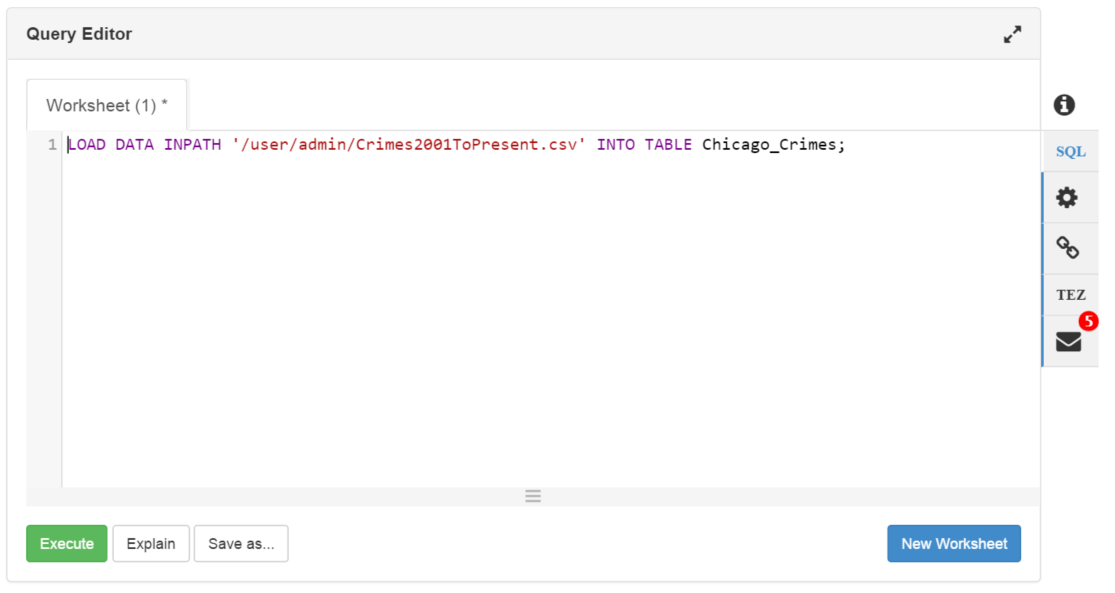 Query Editor
Worksheet (1) *
1 LOAD DATA INPATH '/user/admin/Crimes2001ToPresent.csv' INTO TABLE Chicago_Crimes;
SQL
TEZ
5
Execute Explain Save as... New Worksheet